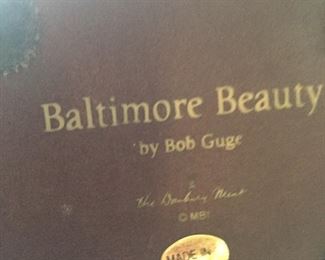 Baltimore Beauty
by Bob Guge
&
The Danbury Mint
© MBI
MADE IN